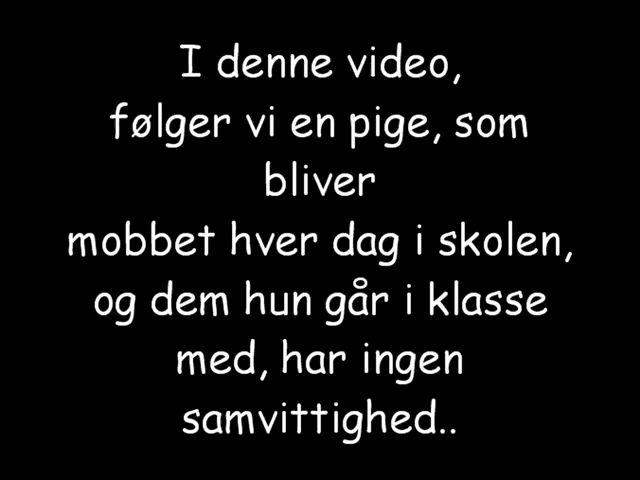 I denne video,
følger vi en pige, som
bliver
mobbet hver dag i skolen,
og dem hun går i klasse
med, har ingen
samvittighed..